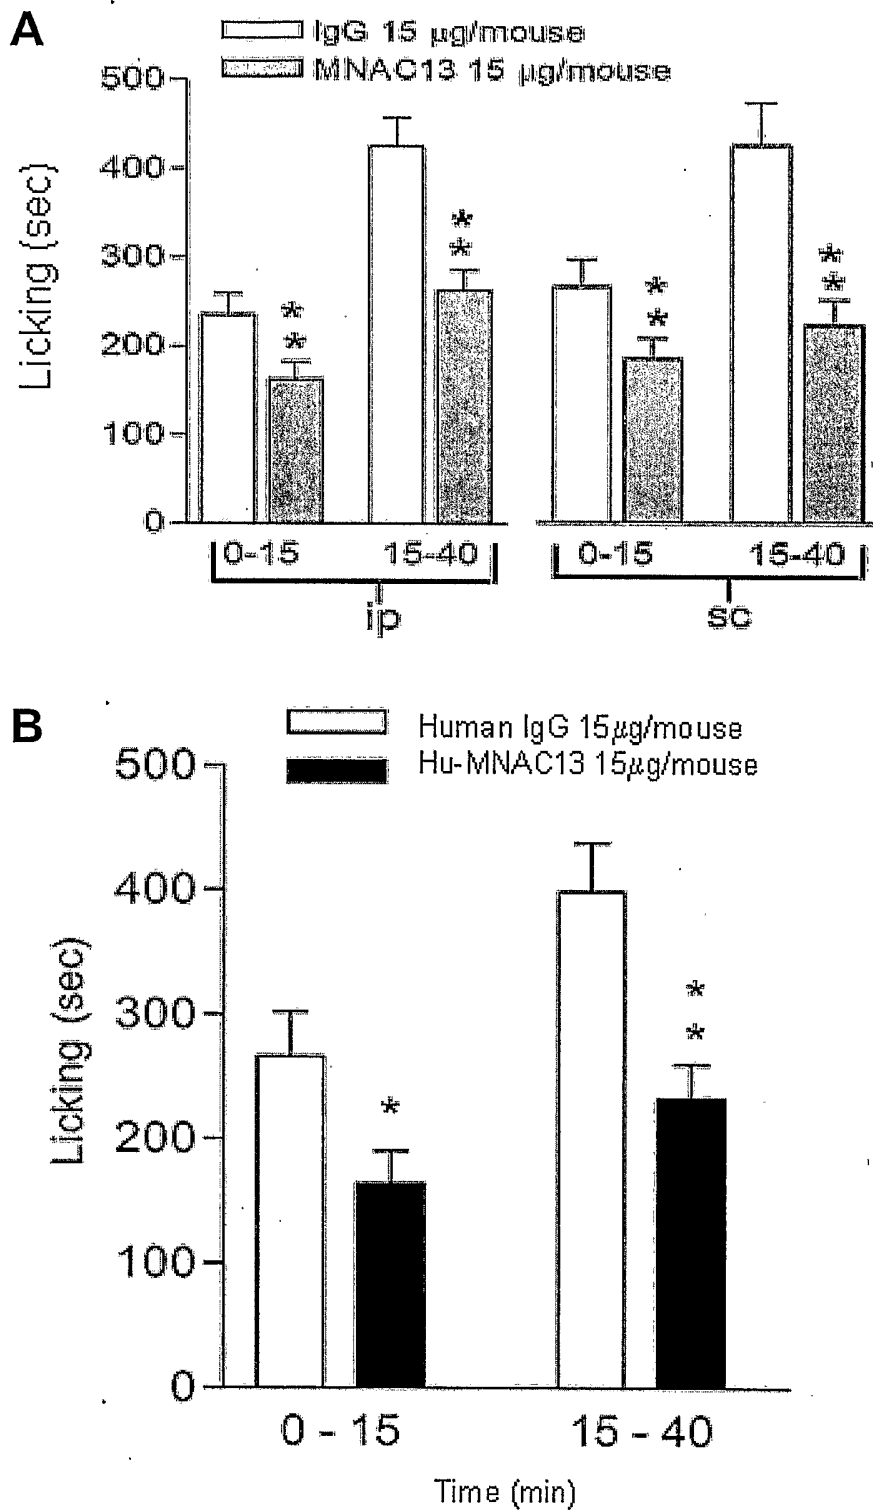 A
IgG 15 µg/mouse
MNAC13 15 µg/mouse
500
400
300
200
100
0
Licking (sec)
* * * * * * * *
0-15 15-40 0-15 15-40
ip sc
B
Human IgG 15µg/mouse
Hu-MNAC13 15µg/mouse
500
400
300
200
100
0
Licking (sec)
* * *
0 - 15 15 - 40
Time (min)